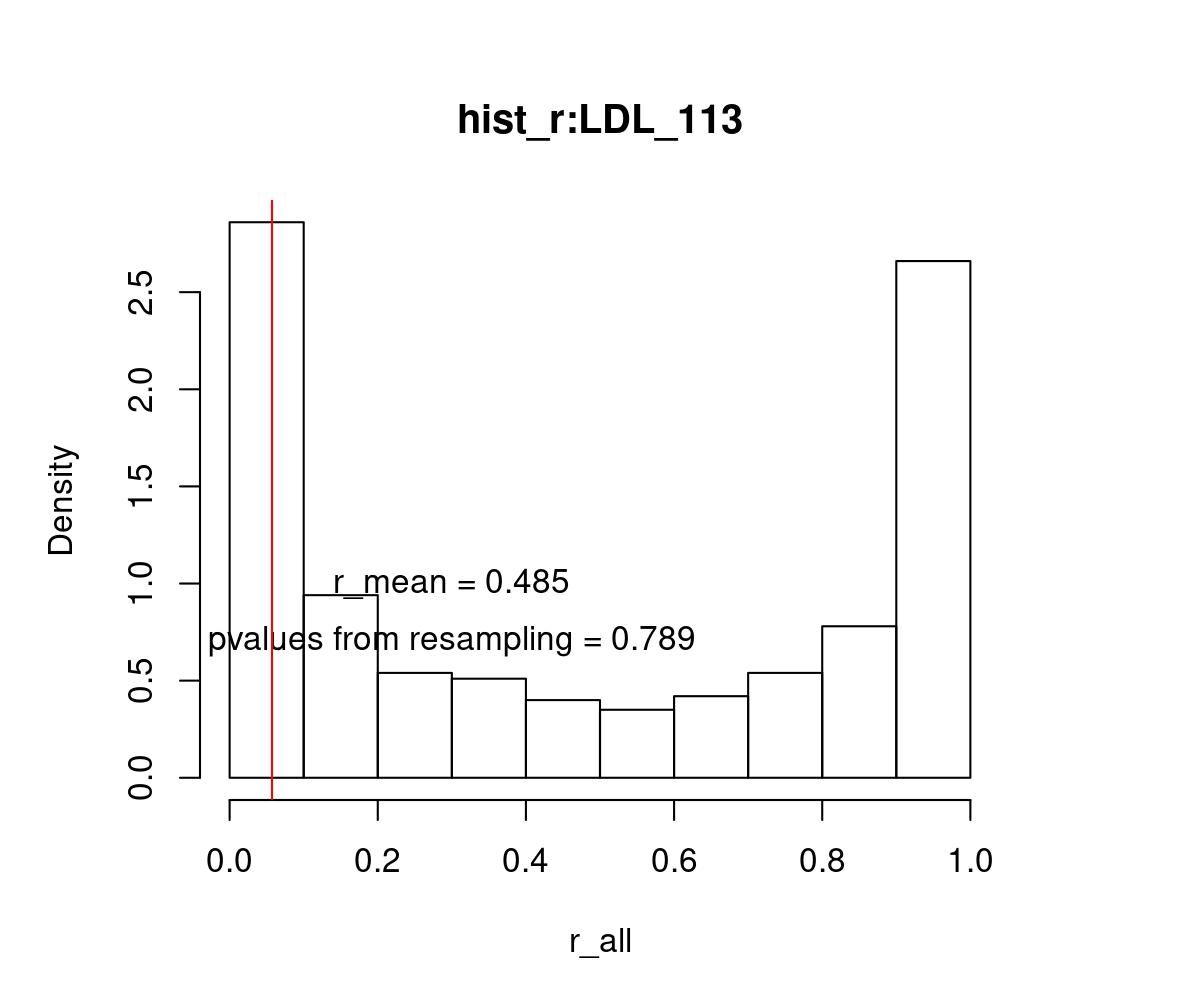 hist_r:LDL_113
Density
2.5
2.0
1.5
1.0
0.5
0.0
r_mean = 0.485
pvalues from resampling = 0.789
0.0 0.2 0.4 0.6 0.8 1.0
r_all